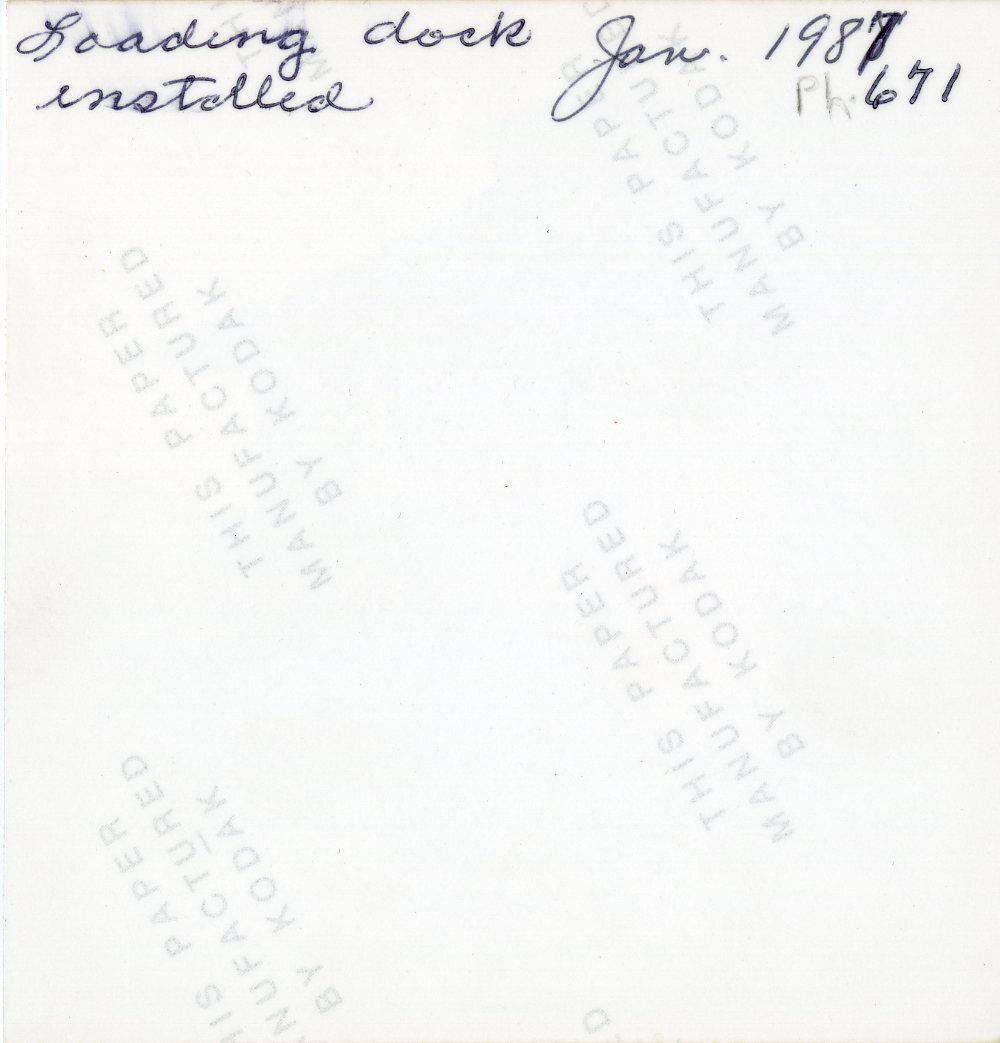 Loading dock Jan. 1987
installed Ph. 671
THIS PAPER
MANUFACTURED
BY KODAK
THIS PAPER
MANUFACTURED
BY KODAK
THIS PAPER
MANUFACTURED
BY KODAK
THIS PAPER
MANUFACTURED
BY KODAK